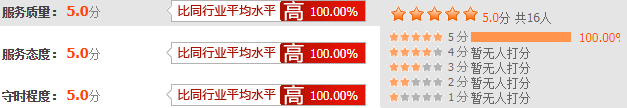 服务质量：5.0分 比同行业平均水平 高 100.00%
服务态度：5.0分 比同行业平均水平 高 100.00%
守时程度：5.0分 比同行业平均水平 高 100.00%
5.0分 共16人
5 分 100.00%
4 分 暂无人打分
3 分 暂无人打分
2 分 暂无人打分
1 分 暂无人打分